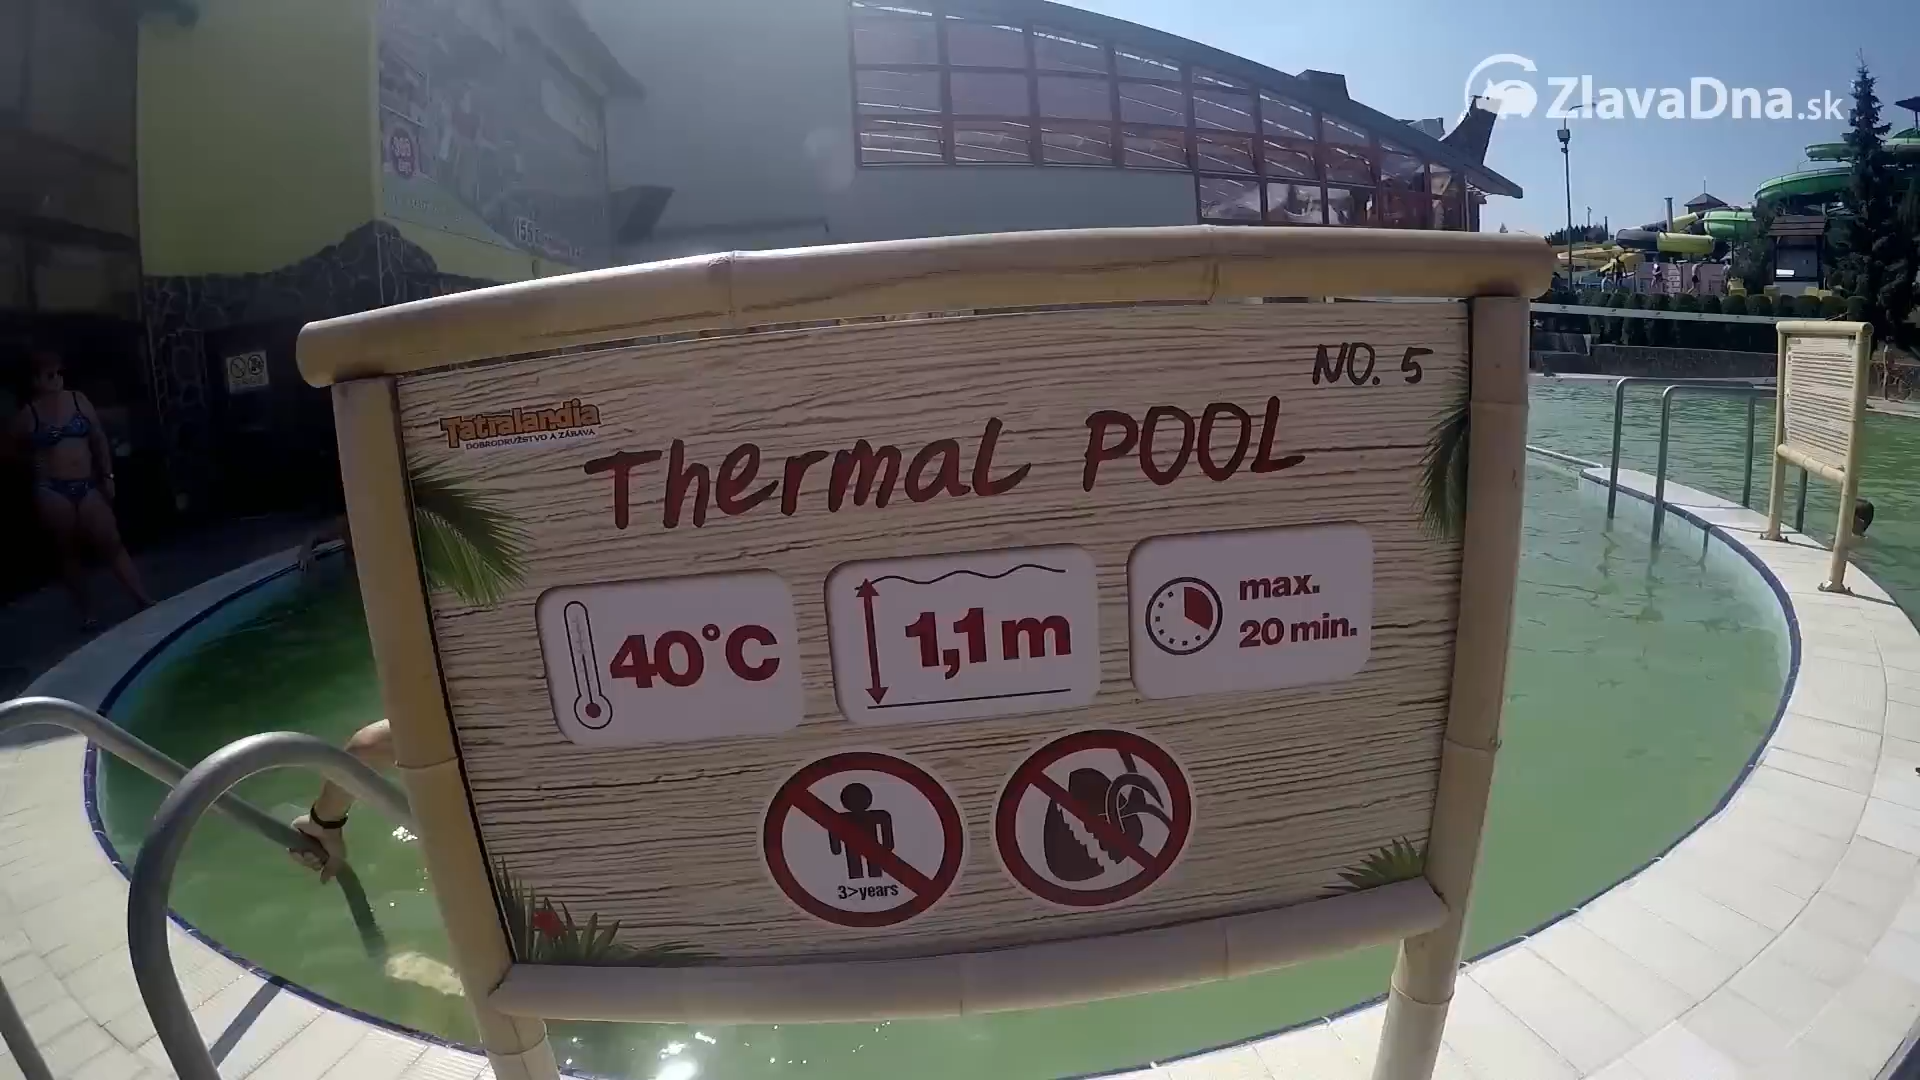 ZlavaDna.sk
NO. 5
Tatralandia
DOBRODRUŽSTVO A ZÁBAVA
Thermal POOL
40°C
1,1 m
max.
20 min.
3>years